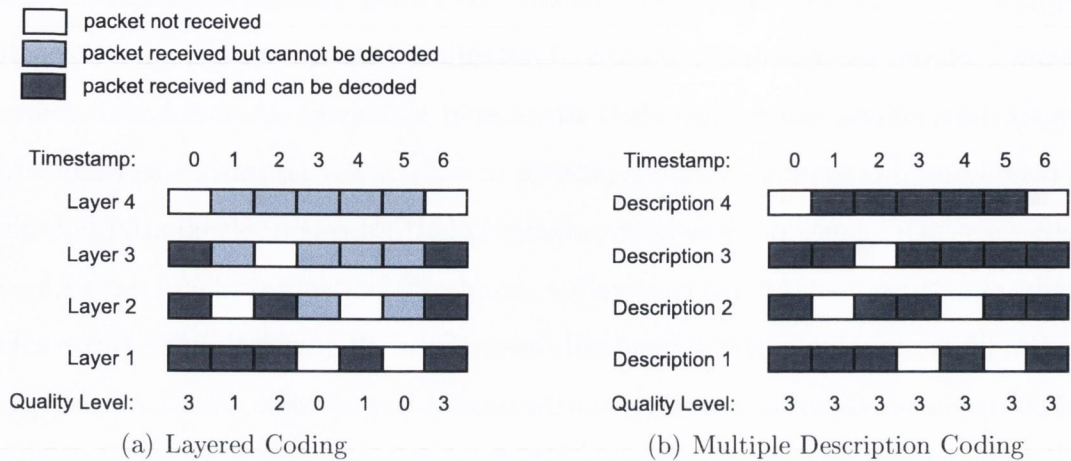 packet not received
packet received but cannot be decoded
packet received and can be decoded
Timestamp: 0 1 2 3 4 5 6
Layer 4
Layer 3
Layer 2
Layer 1
Quality Level: 3 1 2 0 1 0 3
(a) Layered Coding
Timestamp: 0 1 2 3 4 5 6
Description 4
Description 3
Description 2
Description 1
Quality Level: 3 3 3 3 3 3 3
(b) Multiple Description Coding